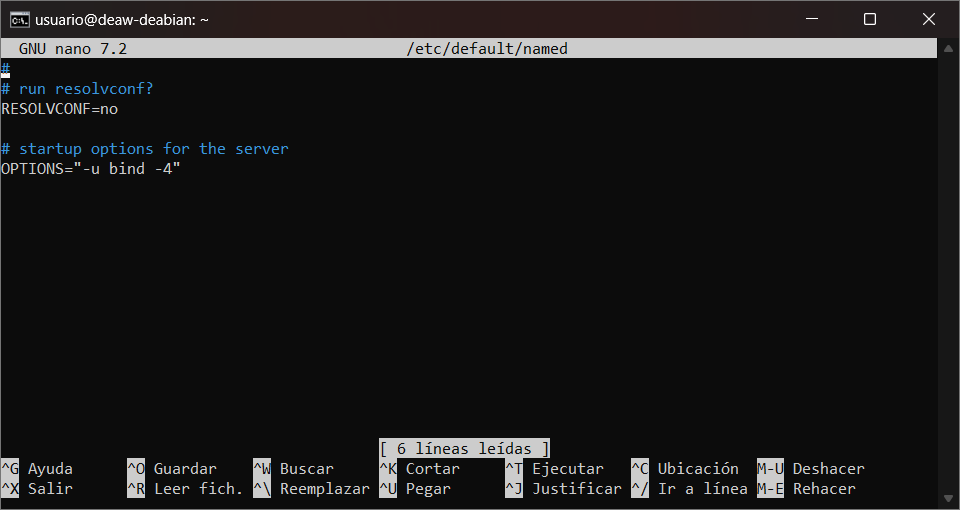 usuario@deaw-deabian: ~
GNU nano 7.2 /etc/default/named
#
# run resolvconf?
RESOLVCONF=no
# startup options for the server
OPTIONS="-u bind -4"
[ 6 líneas leídas ]
^G Ayuda ^O Guardar ^W Buscar ^K Cortar ^T Ejecutar ^C Ubicación M-U Deshacer
^X Salir ^R Leer fich. ^\ Reemplazar ^U Pegar ^J Justificar ^/ Ir a línea M-E Rehacer